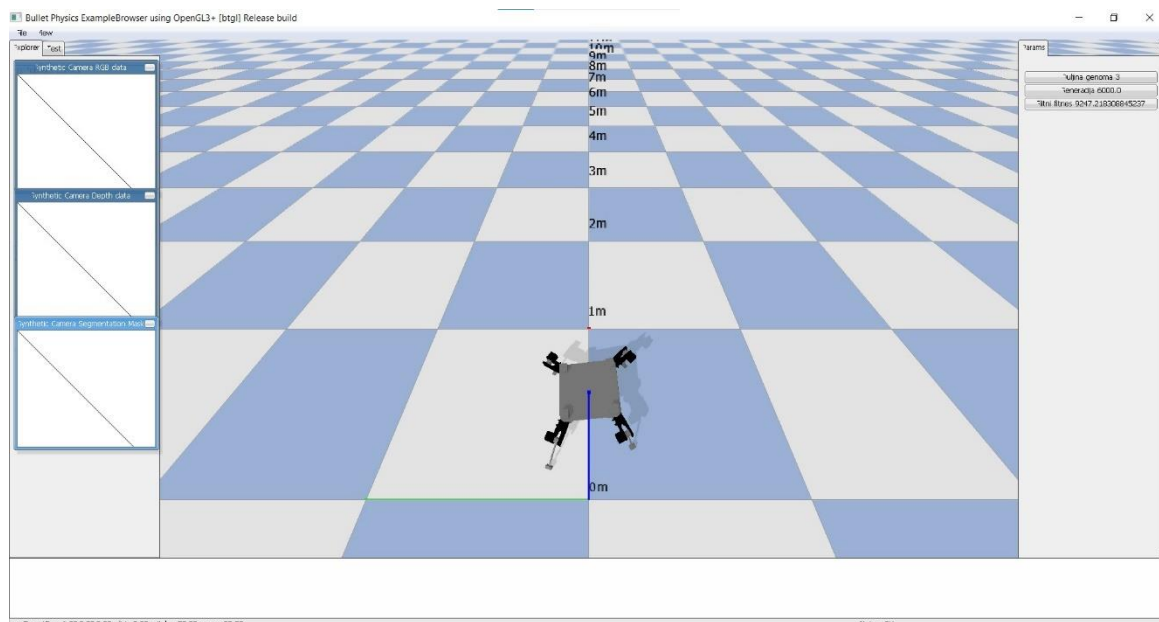 Bullet Physics ExampleBrowser using OpenGL3+ [btgl] Release build
File View
Explorer Test
Params
Synthetic Camera RGB data
Synthetic Camera Depth data
Synthetic Camera Segmentation Mask
10m
9m
8m
7m
6m
5m
4m
3m
2m
1m
0m
Duljina genoma 3
Generacija 6000.0
Elitni fitnes 9247.218308845237